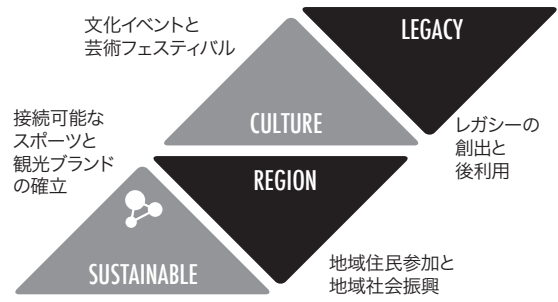 文化イベントと
芸術フェスティバル
LEGACY
CULTURE
レガシーの
創出と
後利用
接続可能な
スポーツと
観光ブランド
の確立
REGION
SUSTAINABLE
地域住民参加と
地域社会振興